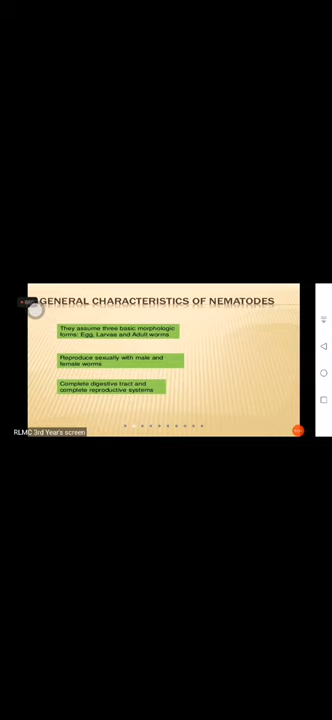 GENERAL CHARACTERISTICS OF NEMATODES
They assume three basic morphologic
forms: Egg, Larvae and Adult worms
Reproduce sexually with male and
female worms
Complete digestive tract and
complete reproductive systems
RLMC 3rd Year's screen